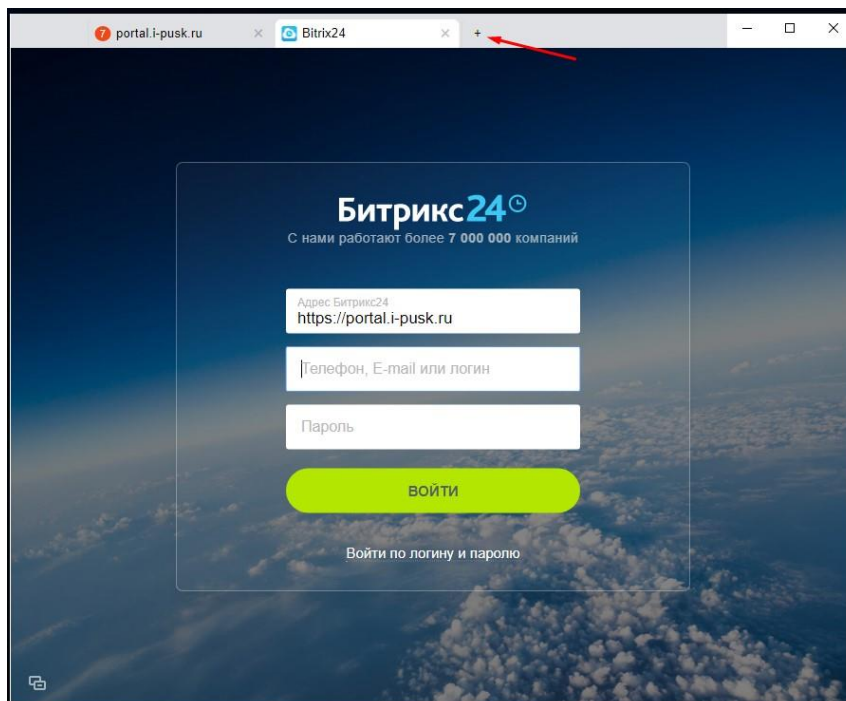 7 portal.i-pusk.ru
Bitrix24
Битрикс24
С нами работают более 7 000 000 компаний
Адрес Битрикс24
https://portal.i-pusk.ru
Телефон, E-mail или логин
Пароль
ВОЙТИ
Войти по логину и паролю